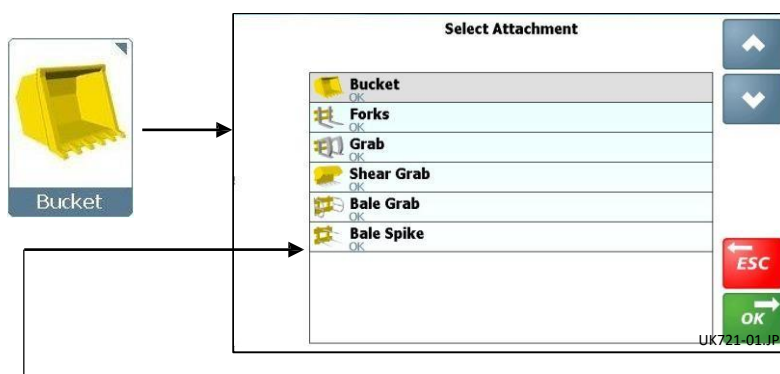 Select Attachment
Bucket
OK
Forks
OK
Grab
OK
Shear Grab
OK
Bale Grab
OK
Bale Spike
OK
Bucket
ESC
OK
UK721-01.JP